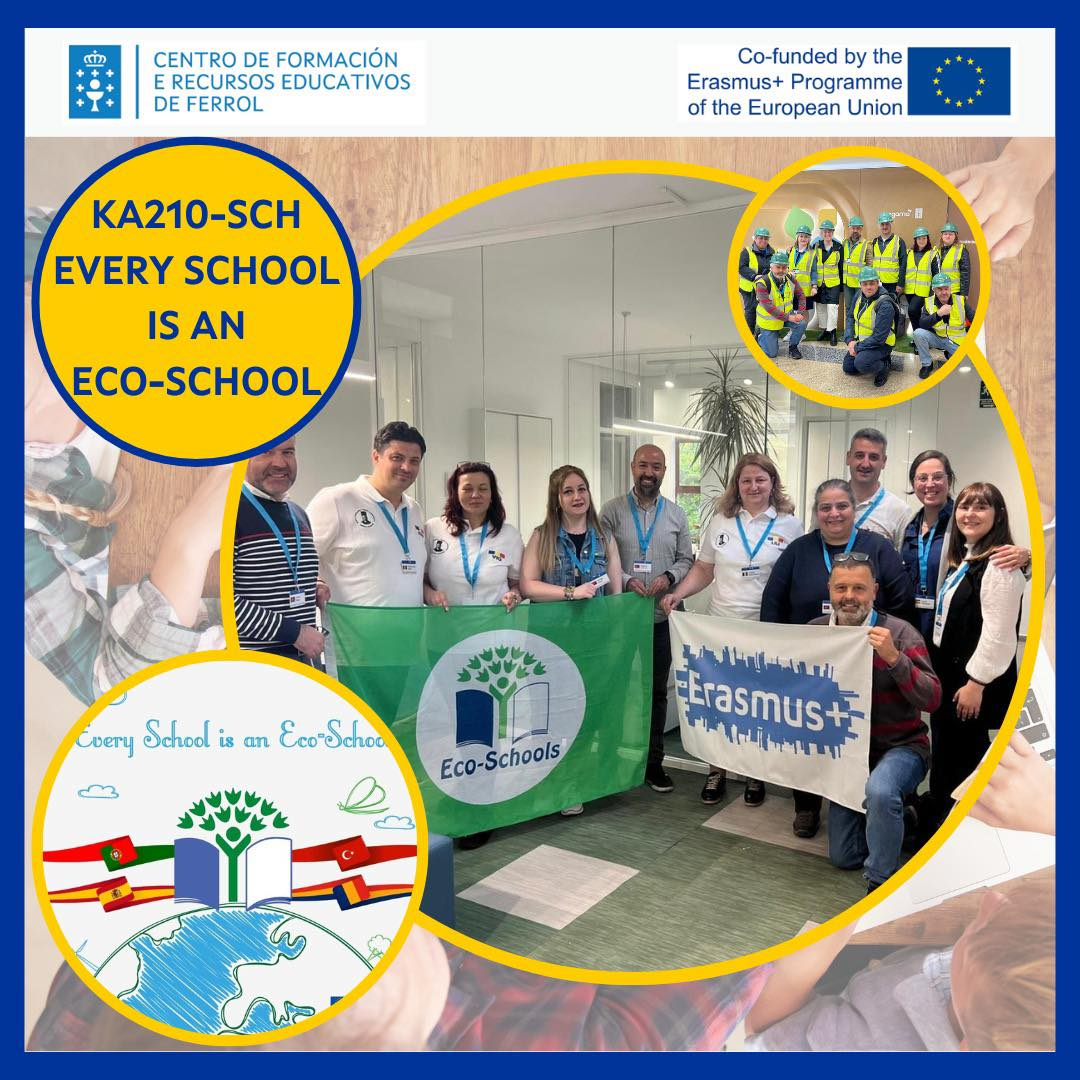 CENTRO DE FORMACIÓN
E RECURSOS EDUCATIVOS
DE FERROL
Co-funded by the
Erasmus+ Programme
of the European Union
KA210-SCH
EVERY SCHOOL
IS AN
ECO-SCHOOL
Eco-Schools
Erasmus+
Every School is an Eco-School